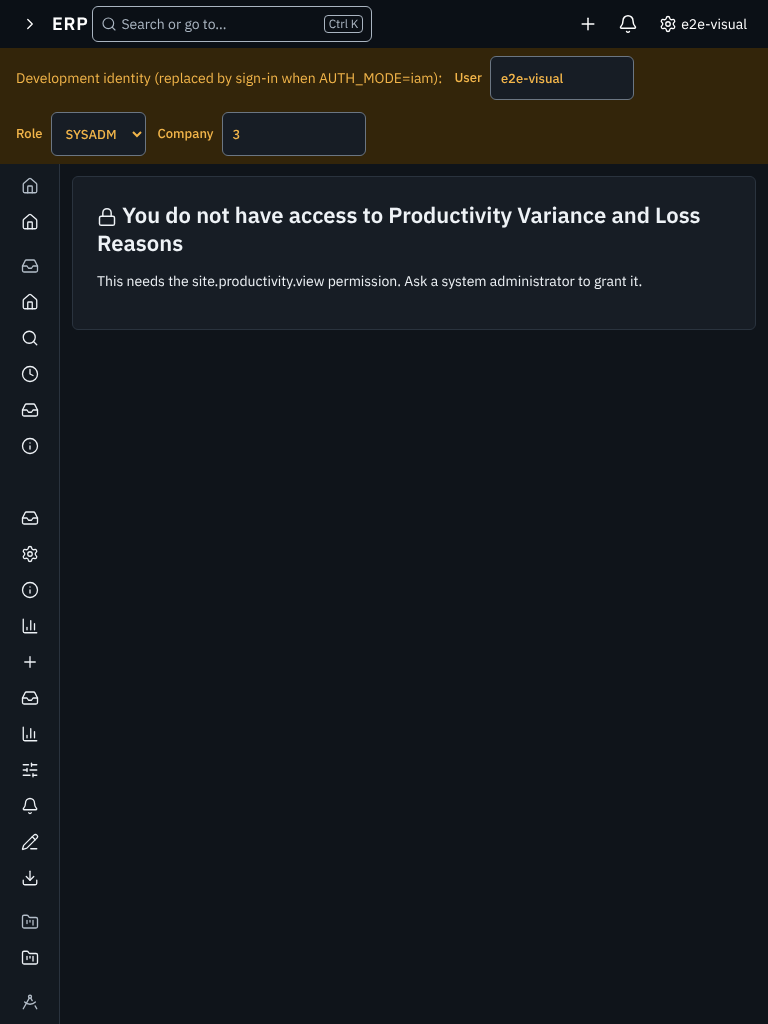 ERP
Search or go to...
Ctrl K
e2e-visual
Development identity (replaced by sign-in when AUTH_MODE=iam):
User
e2e-visual
Role
SYSADM
Company
3
You do not have access to Productivity Variance and Loss
Reasons
This needs the site.productivity.view permission. Ask a system administrator to grant it.